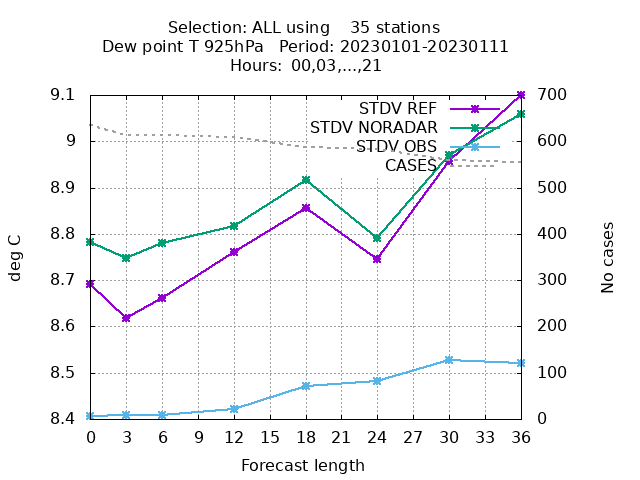 Selection: ALL using    35 stations
Dew point T 925hPa   Period: 20230101-20230111
Hours:  00,03,...,21
9.1
9
8.9
8.8
8.7
8.6
8.5
8.4
deg C
STDV REF
STDV NORADAR
STDV OBS
CASES
700
600
500
400
300
200
100
0
No cases
0 3 6 9 12 15 18 21 24 27 30 33 36
Forecast length